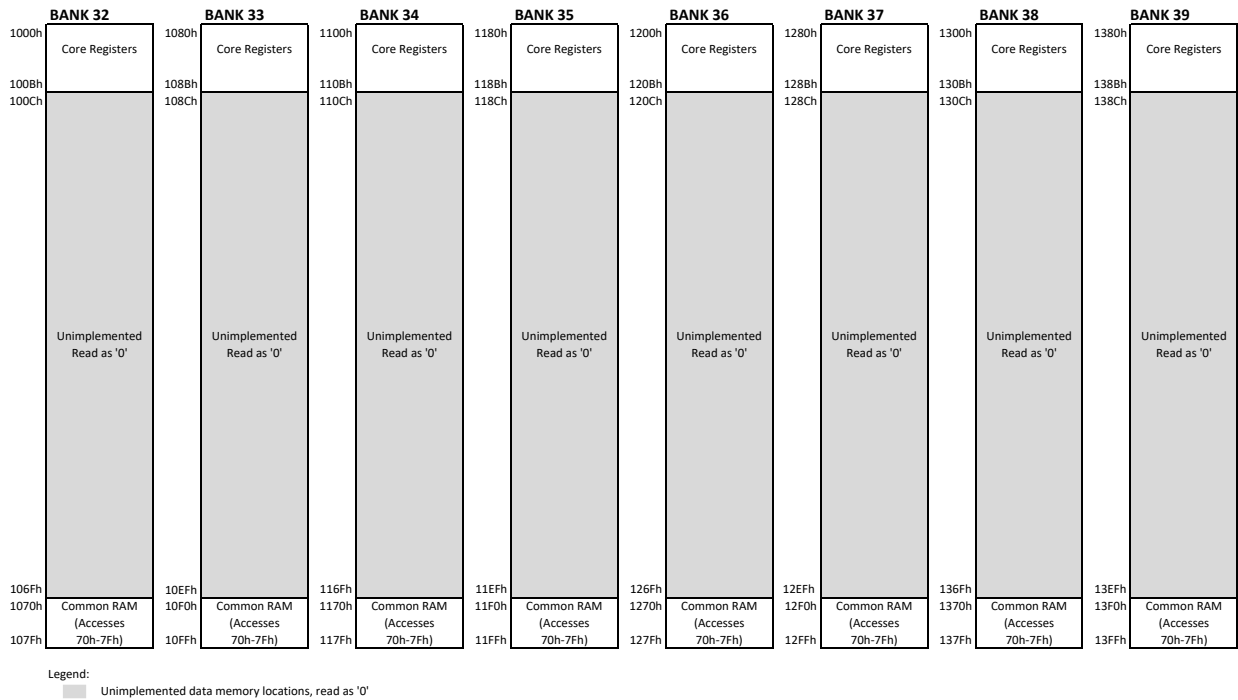 BANK 32 BANK 33 BANK 34 BANK 35 BANK 36 BANK 37 BANK 38 BANK 39
1000h 1080h 1100h 1180h 1200h 1280h 1300h 1380h
Core Registers Core Registers Core Registers Core Registers Core Registers Core Registers Core Registers Core Registers
100Bh 108Bh 110Bh 118Bh 120Bh 128Bh 130Bh 138Bh
100Ch 108Ch 110Ch 118Ch 120Ch 128Ch 130Ch 138Ch
Unimplemented Unimplemented Unimplemented Unimplemented Unimplemented Unimplemented Unimplemented Unimplemented
Read as '0' Read as '0' Read as '0' Read as '0' Read as '0' Read as '0' Read as '0' Read as '0'
106Fh 10EFh 116Fh 11EFh 126Fh 12EFh 136Fh 13EFh
1070h Common RAM 10F0h Common RAM 1170h Common RAM 11F0h Common RAM 1270h Common RAM 12F0h Common RAM 1370h Common RAM 13F0h Common RAM
(Accesses (Accesses (Accesses (Accesses (Accesses (Accesses (Accesses (Accesses
107Fh 70h-7Fh) 10FFh 70h-7Fh) 117Fh 70h-7Fh) 11FFh 70h-7Fh) 127Fh 70h-7Fh) 12FFh 70h-7Fh) 137Fh 70h-7Fh) 13FFh 70h-7Fh)
Legend:
Unimplemented data memory locations, read as '0'